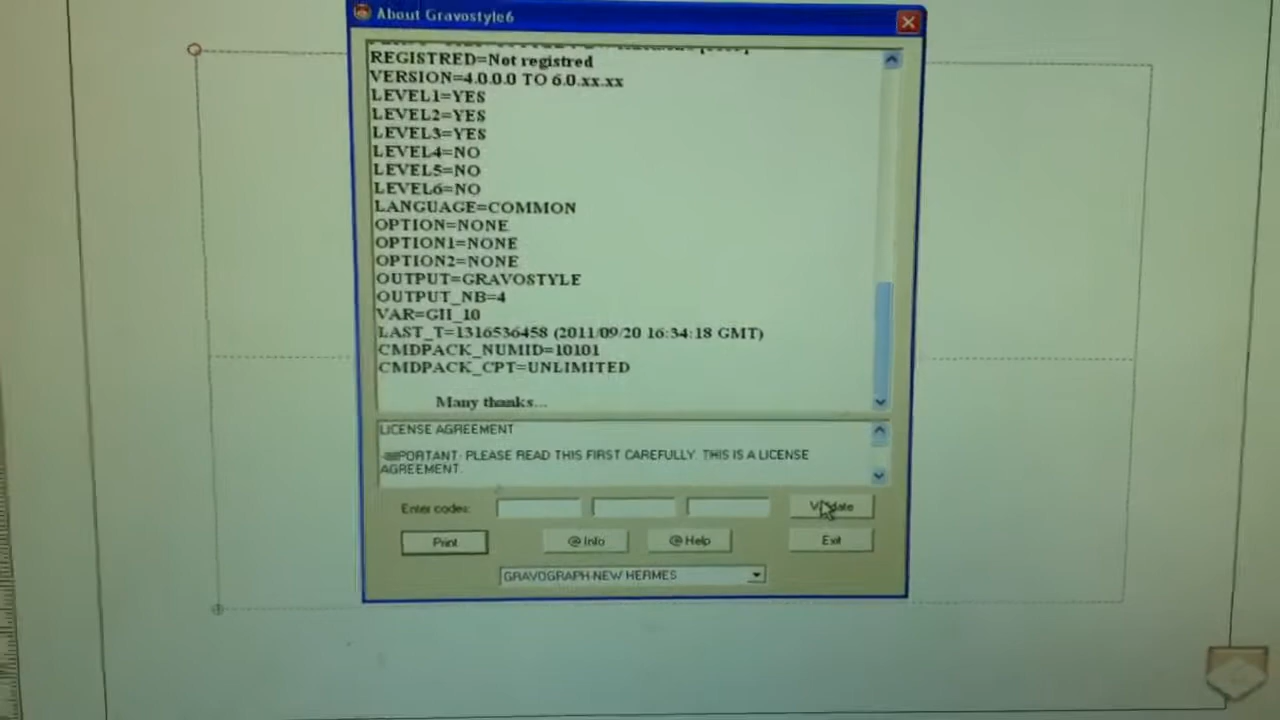 About Gravostyle6
REGISTRED=Not registred
VERSION=4.0.0.0 TO 6.0.xx.xx
LEVEL1=YES
LEVEL2=YES
LEVEL3=YES
LEVEL4=NO
LEVEL5=NO
LEVEL6=NO
LANGUAGE=COMMON
OPTION=NONE
OPTION1=NONE
OPTION2=NONE
OUTPUT=GRAVOSTYLE
OUTPUT_NB=4
VAR=GII_10
LAST_T=1316536458 (2011/09/20 16:34:18 GMT)
CMDPACK_NUMID=10101
CMDPACK_CPT=UNLIMITED
Many thanks...
LICENSE AGREEMENT
PLEASE READ THIS FIRST CAREFULLY. THIS IS A LICENSE
AGREEMENT.
Enter codes:
Validate
Print
@ Info
@ Help
Exit
GRAVOGRAPH-NEW HERMES